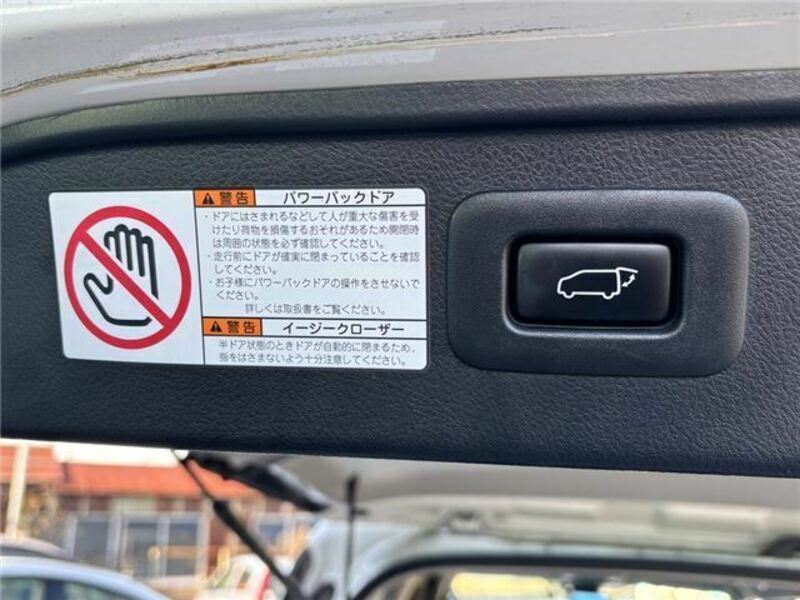 警告 パワーバックドア
・ドアにはさまれるなどして人が重大な傷害を受
けたり荷物を損傷するおそれがあるため開閉時
は周囲の状態を必ず確認してください。
・走行前にドアが確実に閉まっていることを確認
してください。
・お子様にパワーバックドアの操作をさせないで
ください。
詳しくは取扱書をご覧ください。
警告 イージークローザー
半ドア状態のときドアが自動的に閉まるため,
指をはさまないよう十分注意してください。